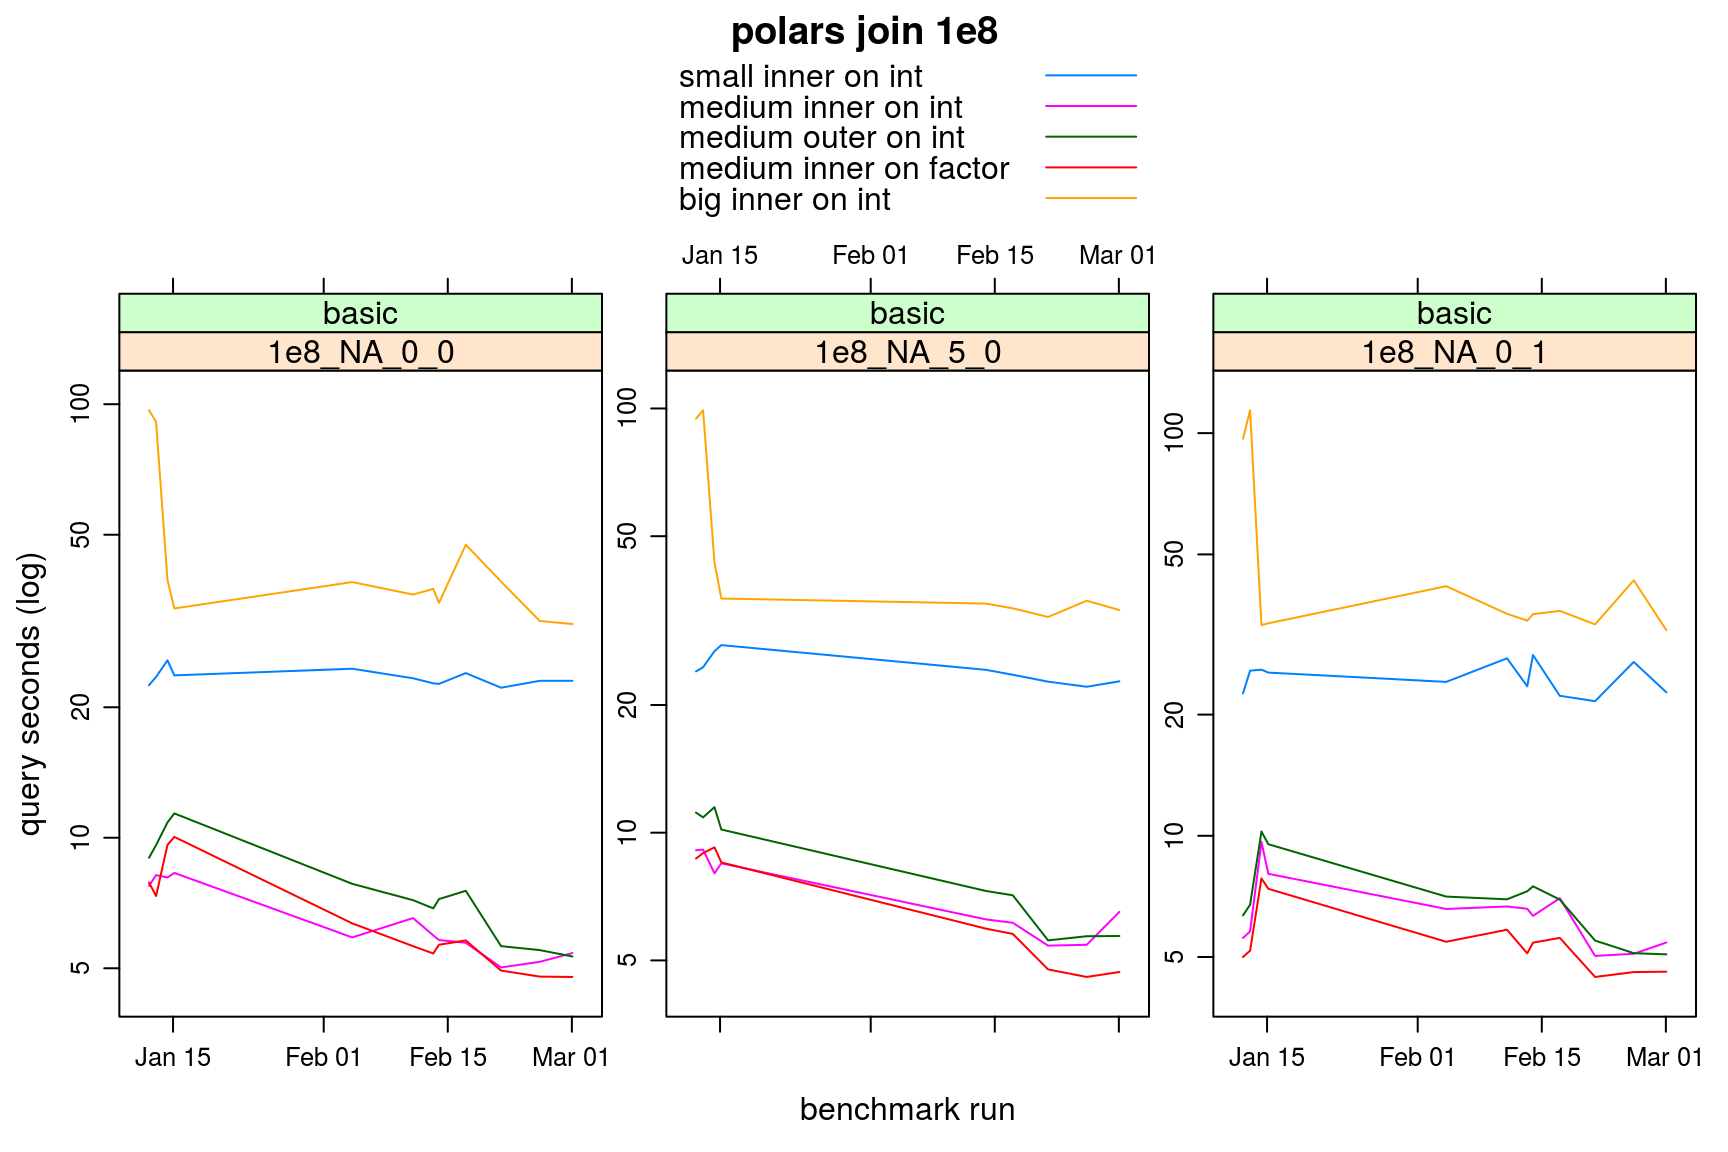 polars join 1e8
small inner on int
medium inner on int
medium outer on int
medium inner on factor
big inner on int
Jan 15 Feb 01 Feb 15 Mar 01
basic basic basic
1e8_NA_0_0 1e8_NA_5_0 1e8_NA_0_1
query seconds (log)
100
50
20
10
5
100
50
20
10
5
100
50
20
10
5
Jan 15 Feb 01 Feb 15 Mar 01 Jan 15 Feb 01 Feb 15 Mar 01
benchmark run